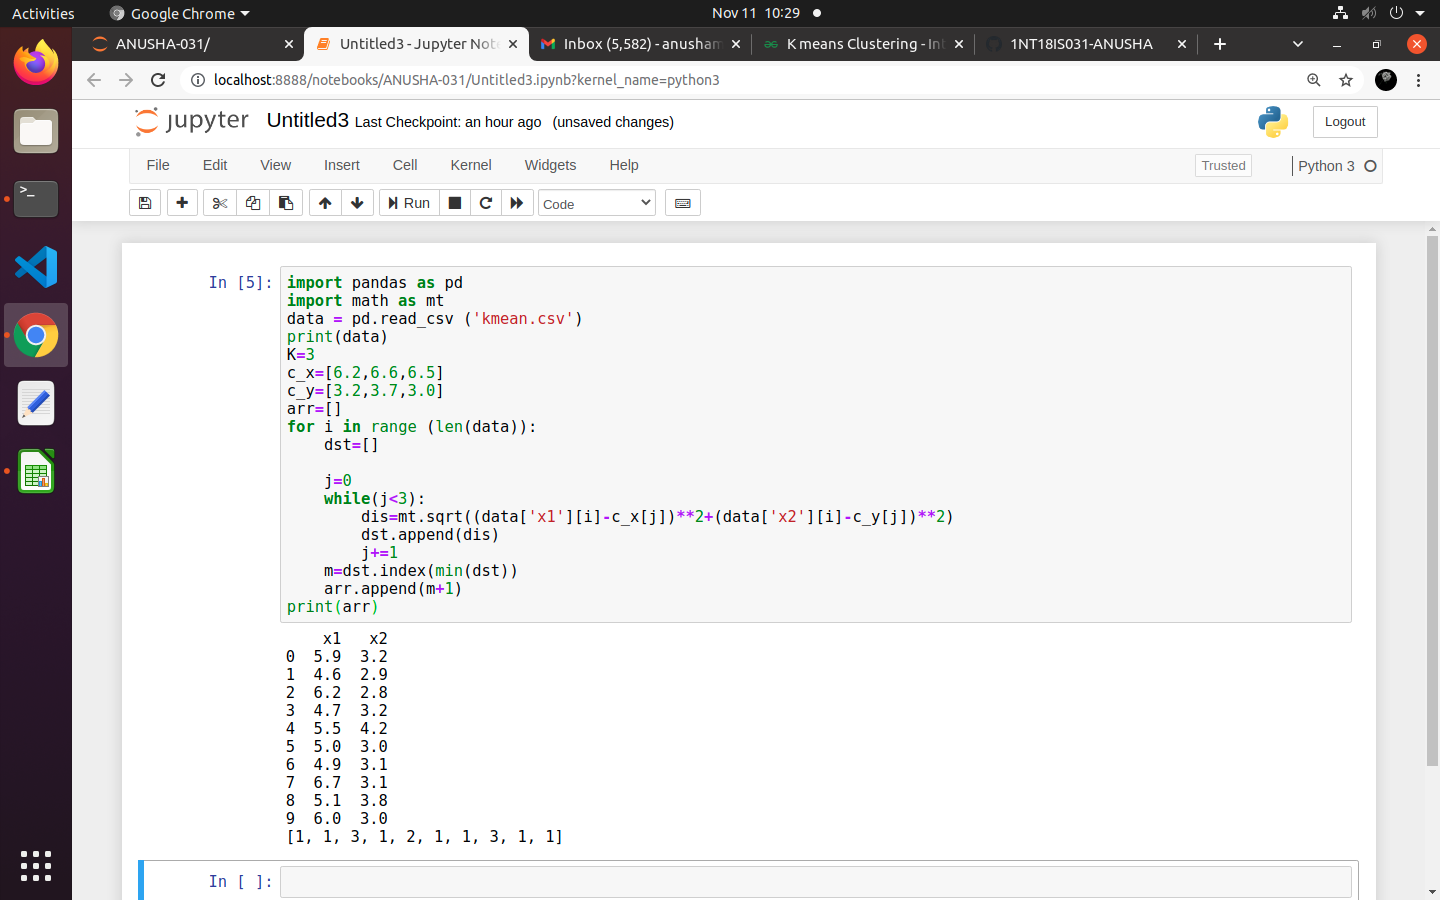 Activities Google Chrome Nov 11 10:29
ANUSHA-031/ Untitled3 - Jupyter Note Inbox (5,582) - anusham K means Clustering - Int 1NT18IS031-ANUSHA
localhost:8888/notebooks/ANUSHA-031/Untitled3.ipynb?kernel_name=python3
jupyter Untitled3 Last Checkpoint: an hour ago (unsaved changes) Logout
File Edit View Insert Cell Kernel Widgets Help Trusted Python 3
Run Code
In [5]: import pandas as pd
import math as mt
data = pd.read_csv ('kmean.csv')
print(data)
K=3
c_x=[6.2,6.6,6.5]
c_y=[3.2,3.7,3.0]
arr=[]
for i in range (len(data)):
    dst=[]

    j=0
    while(j<3):
        dis=mt.sqrt((data['x1'][i]-c_x[j])**2+(data['x2'][i]-c_y[j])**2)
        dst.append(dis)
        j+=1
    m=dst.index(min(dst))
    arr.append(m+1)
print(arr)
    x1   x2
0  5.9  3.2
1  4.6  2.9
2  6.2  2.8
3  4.7  3.2
4  5.5  4.2
5  5.0  3.0
6  4.9  3.1
7  6.7  3.1
8  5.1  3.8
9  6.0  3.0
[1, 1, 3, 1, 2, 1, 1, 3, 1, 1]
In [ ]: